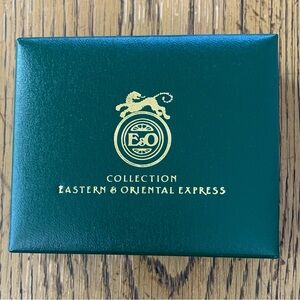 E&O
COLLECTION
EASTERN & ORIENTAL EXPRESS